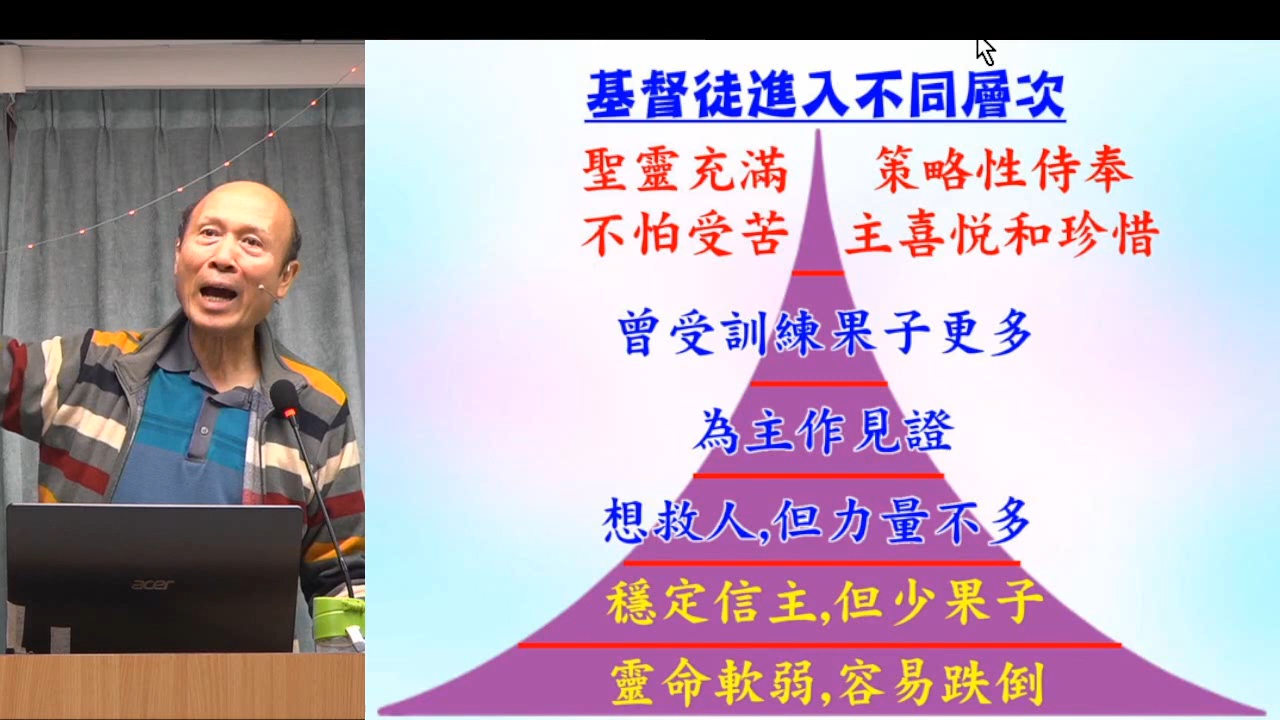 基督徒進入不同層次
聖靈充滿 策略性侍奉
不怕受苦 主喜悅和珍惜
曾受訓練果子更多
為主作見證
想救人,但力量不多
穩定信主,但少果子
靈命軟弱,容易跌倒
acer